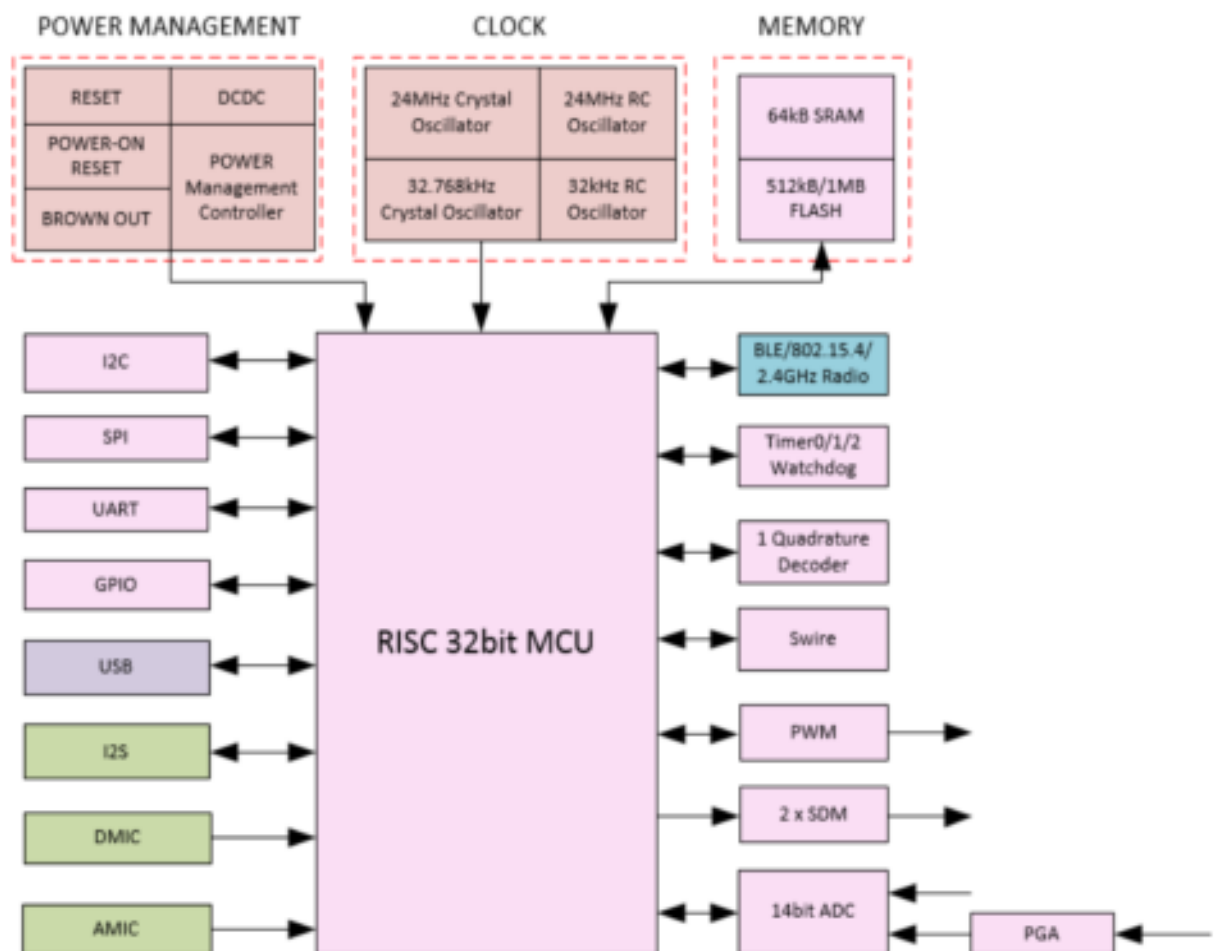 POWER MANAGEMENT
CLOCK
MEMORY
RESET
DCDC
POWER-ON
RESET
POWER
Management
Controller
BROWN OUT
24MHz Crystal
Oscillator
24MHz RC
Oscillator
32.768kHz
Crystal Oscillator
32kHz RC
Oscillator
64kB SRAM
512kB/1MB
FLASH
I2C
SPI
UART
GPIO
USB
I2S
DMIC
AMIC
RISC 32bit MCU
BLE/802.15.4/
2.4GHz Radio
Timer0/1/2
Watchdog
1 Quadrature
Decoder
Swire
PWM
2 x SDM
14bit ADC
PGA